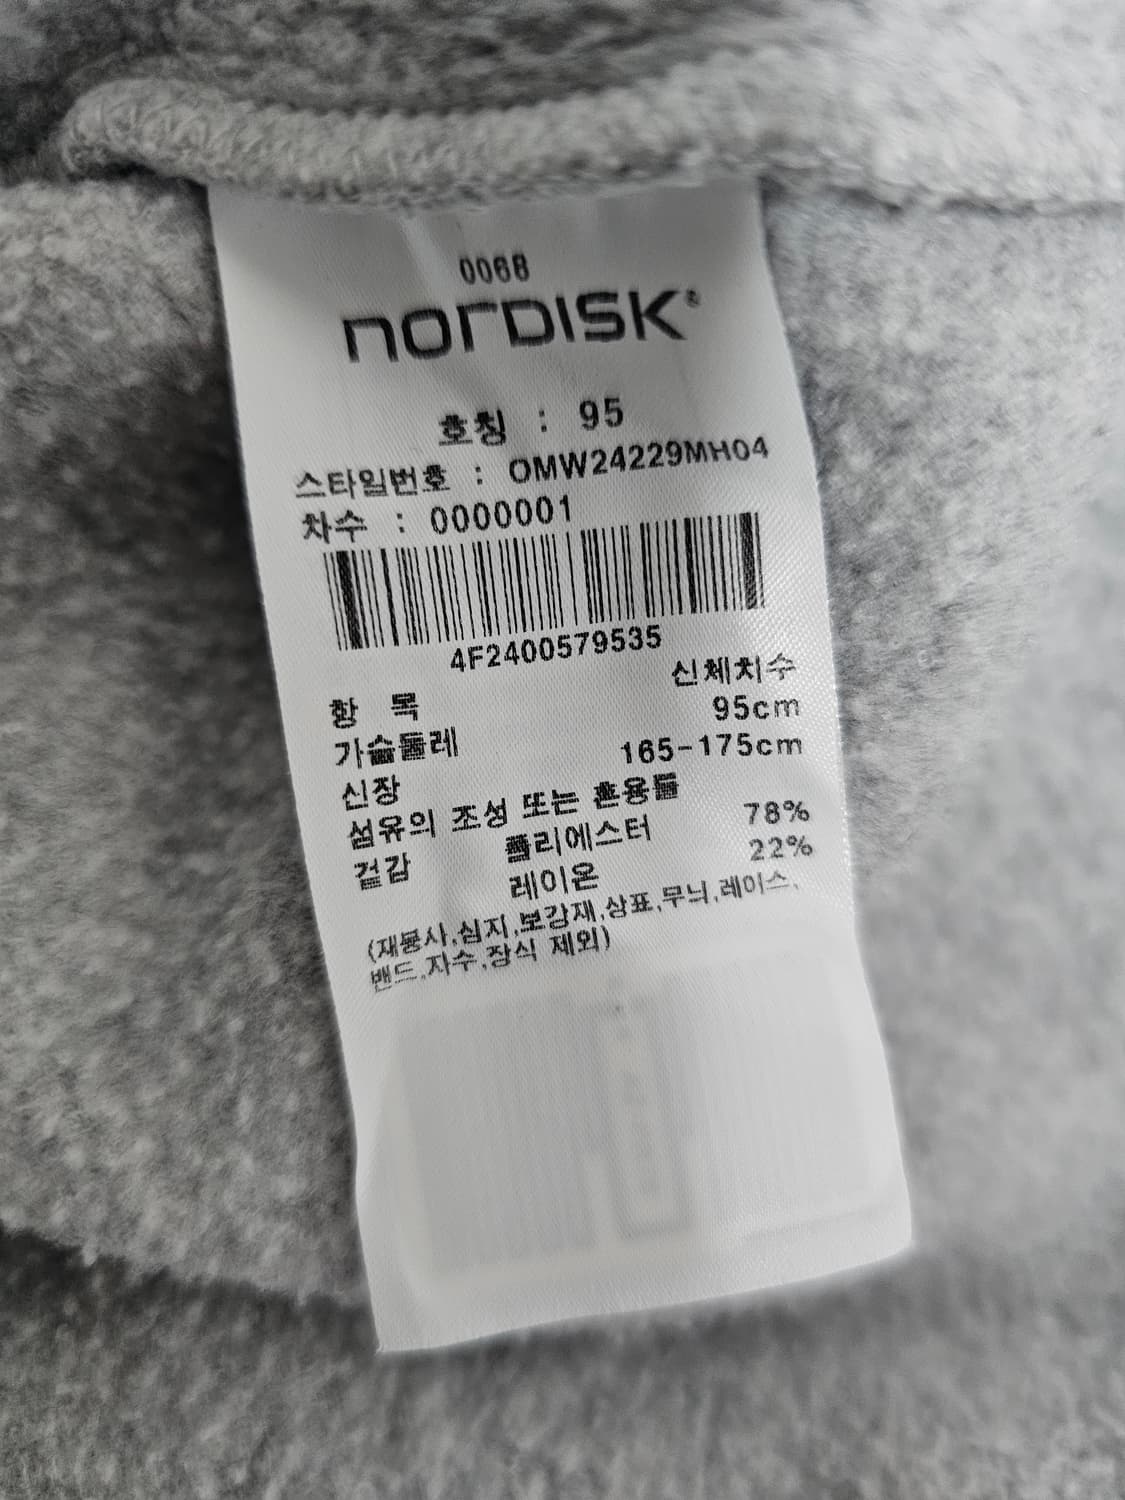 0068
norDISK®
호칭 : 95
스타일번호 : OMW24229MH04
차수 : 0000001
4F2400579535
항 목 신체치수
가슴둘레 95cm
신장 165-175cm
섬유의 조성 또는 혼용률
겉감 폴리에스터 78%
레이온 22%
(재봉사,심지,보강재,상표,무늬,레이스,
밴드,자수,장식 제외)